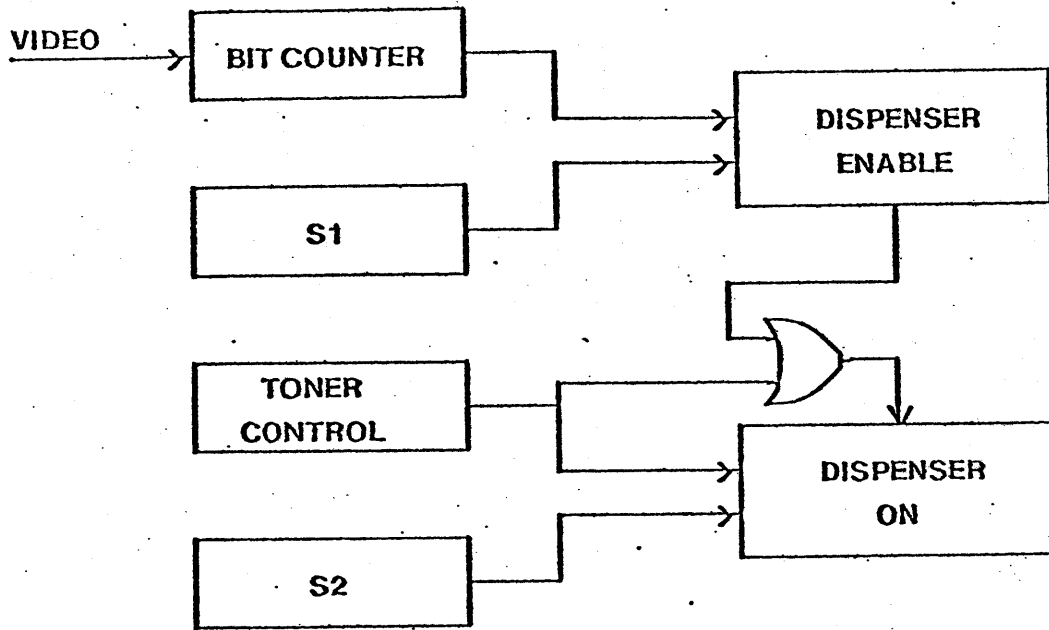 VIDEO
BIT COUNTER
DISPENSER
ENABLE
S1
TONER
CONTROL
DISPENSER
ON
S2